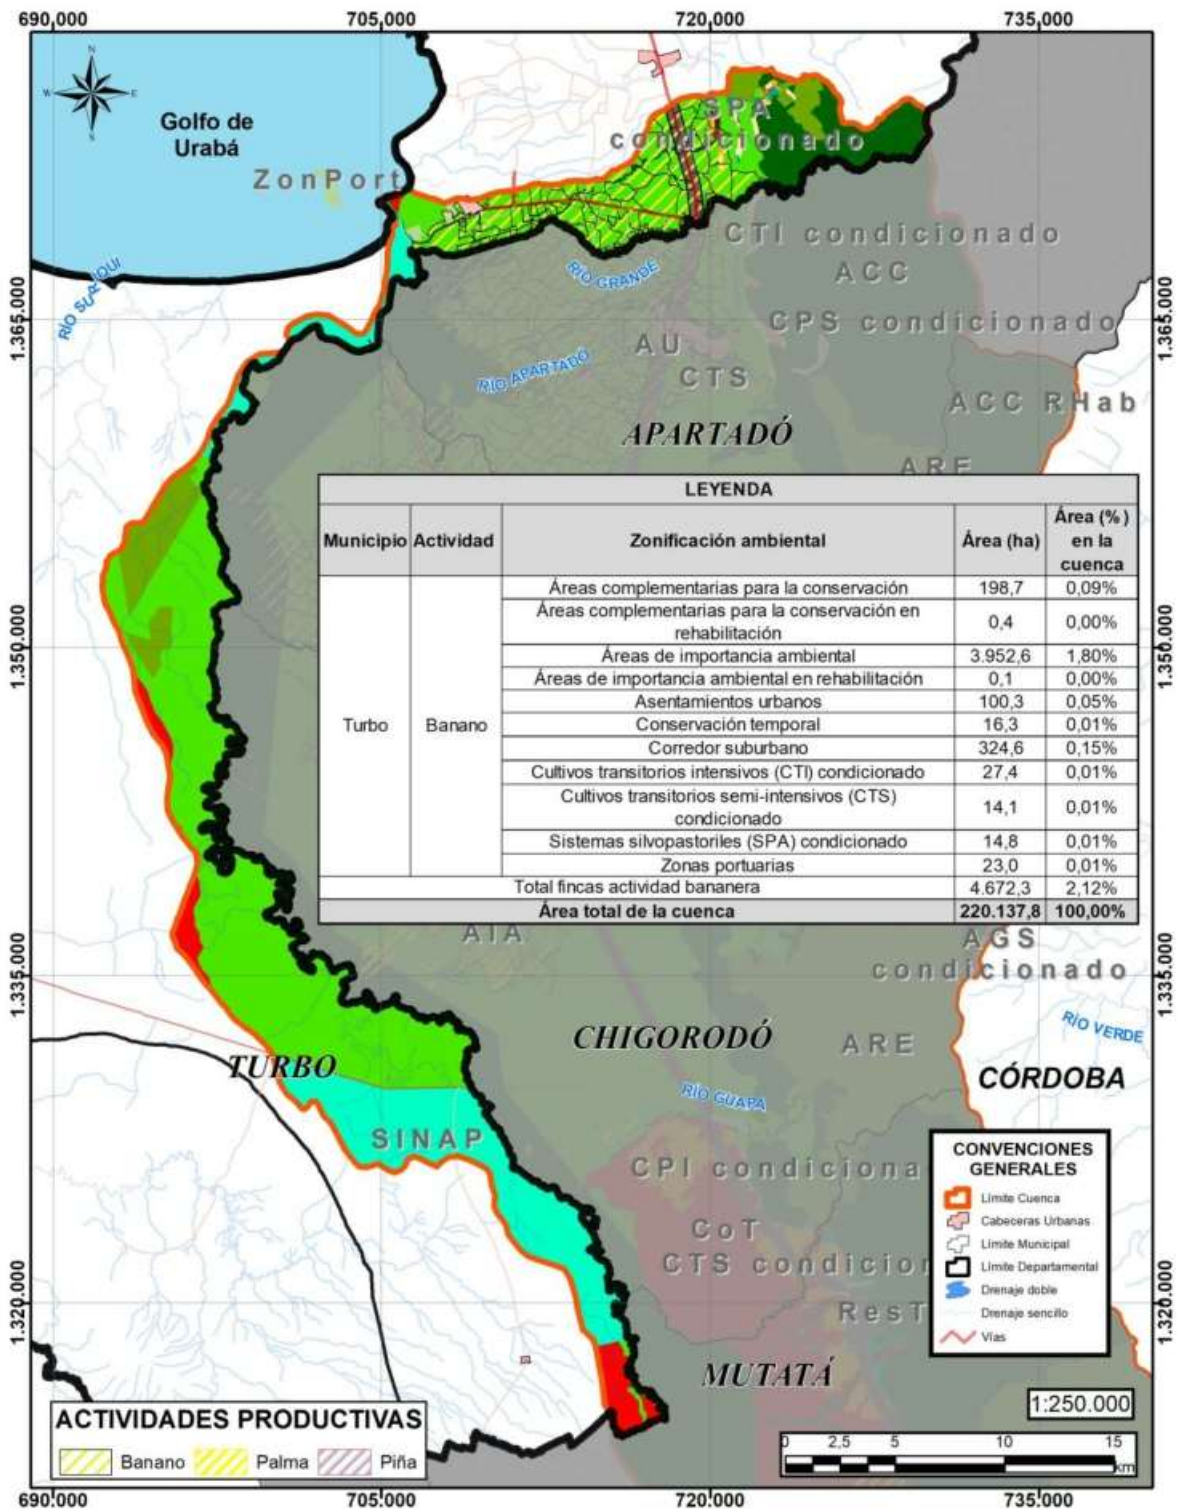 690.000 705.000 720.000 735.000
N
W E
N
Golfo de
Urabá
ZonPort
SPA
condicionado
CTI condicionado
ACC
RÍO GRANDE
1.365.000 1.365.000
CPS condicionado
AU
RÍO APARTADÓ
CTS
ACC RHab
APARTADÓ
ARE
LEYENDA
Municipio Actividad Zonificación ambiental Área (ha) Área (%) en la cuenca
Turbo Banano
Áreas complementarias para la conservación 198,7 0,09%
Áreas complementarias para la conservación en
rehabilitación 0,4 0,00%
Áreas de importancia ambiental 3.952,6 1,80%
Áreas de importancia ambiental en rehabilitación 0,1 0,00%
Asentamientos urbanos 100,3 0,05%
Conservación temporal 16,3 0,01%
Corredor suburbano 324,6 0,15%
Cultivos transitorios intensivos (CTI) condicionado 27,4 0,01%
Cultivos transitorios semi-intensivos (CTS)
condicionado 14,1 0,01%
Sistemas silvopastoriles (SPA) condicionado 14,8 0,01%
Zonas portuarias 23,0 0,01%
Total fincas actividad bananera 4.672,3 2,12%
Área total de la cuenca 220.137,8 100,00%
1.350.000 1.350.000
AIA
AGS
condicionado
1.335.000 1.335.000
RÍO VERDE
CHIGORODÓ
ARE
TURBO
CÓRDOBA
RÍO GUAPA
SINAP
CPI condiciona
CoT
CTS condicion
ResT
1.320.000 1.320.000
MUTATÁ
CONVENCIONES
GENERALES
Límite Cuenca
Cabeceras Urbanas
Límite Municipal
Límite Departamental
Drenaje doble
Drenaje sencillo
Vías
1:250.000
0 2,5 5 10 15
km
ACTIVIDADES PRODUCTIVAS
Banano Palma Piña
690.000 705.000 720.000 735.000